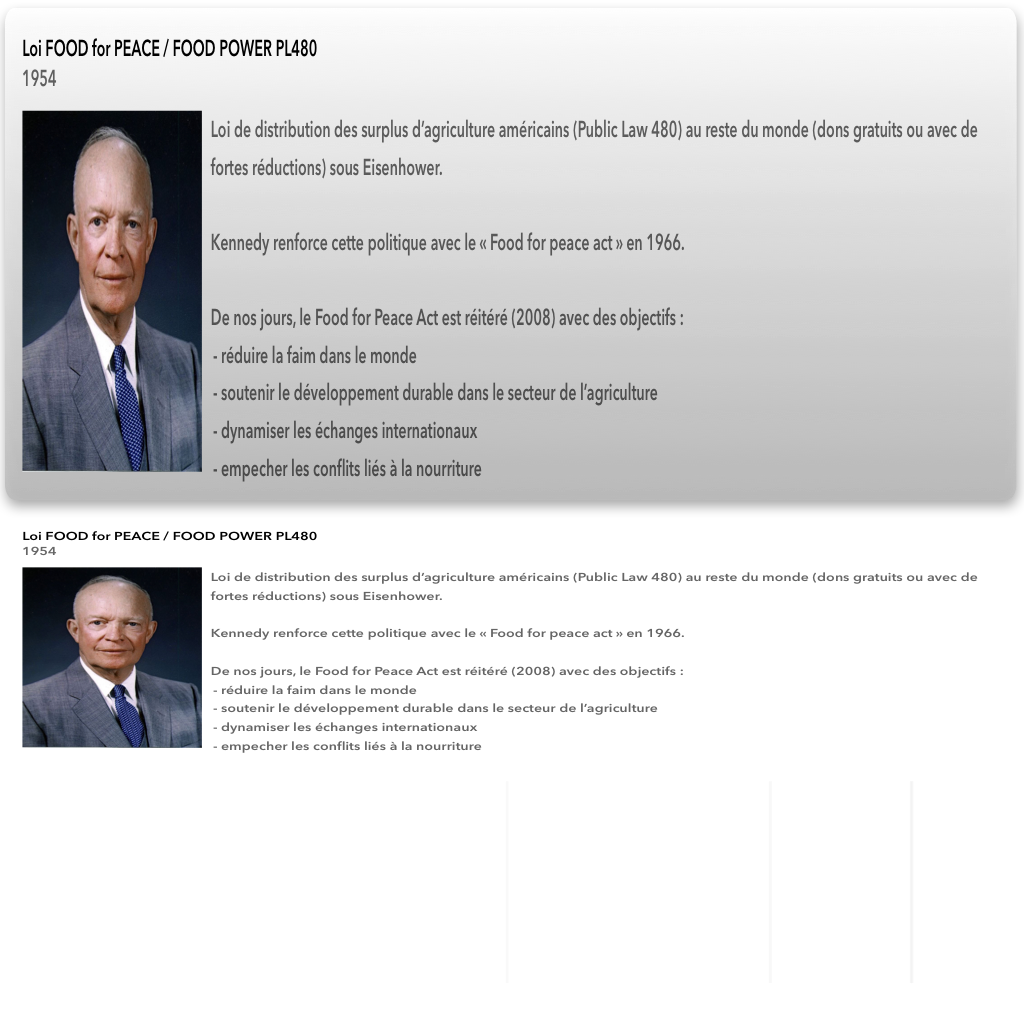 Loi FOOD for PEACE / FOOD POWER PL480
1954
Loi de distribution des surplus d’agriculture américains (Public Law 480) au reste du monde (dons gratuits ou avec de
fortes réductions) sous Eisenhower.
Kennedy renforce cette politique avec le « Food for peace act » en 1966.
De nos jours, le Food for Peace Act est réitéré (2008) avec des objectifs :
- réduire la faim dans le monde
- soutenir le développement durable dans le secteur de l’agriculture
- dynamiser les échanges internationaux
- empecher les conflits liés à la nourriture
Loi FOOD for PEACE / FOOD POWER PL480
1954
Loi de distribution des surplus d’agriculture américains (Public Law 480) au reste du monde (dons gratuits ou avec de
fortes réductions) sous Eisenhower.
Kennedy renforce cette politique avec le « Food for peace act » en 1966.
De nos jours, le Food for Peace Act est réitéré (2008) avec des objectifs :
- réduire la faim dans le monde
- soutenir le développement durable dans le secteur de l’agriculture
- dynamiser les échanges internationaux
- empecher les conflits liés à la nourriture